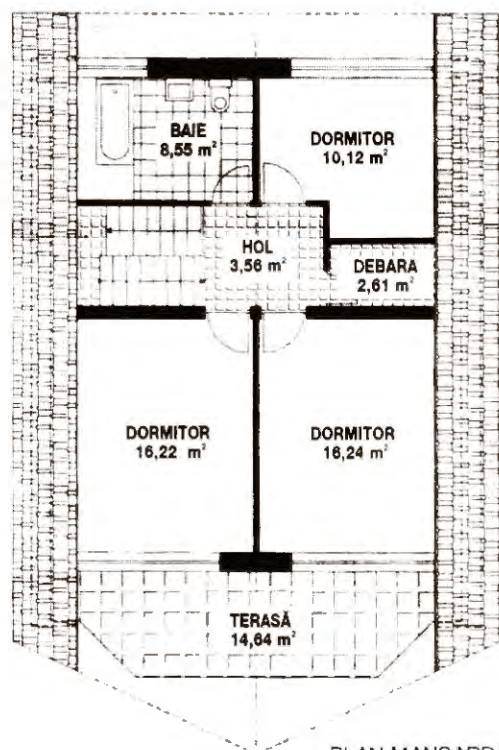 BAIE
8,55 m²
DORMITOR
10,12 m²
HOL
3,56 m²
DEBARA
2,61 m²
DORMITOR
16,22 m²
DORMITOR
16,24 m²
TERASĂ
14,64 m²
PLAN